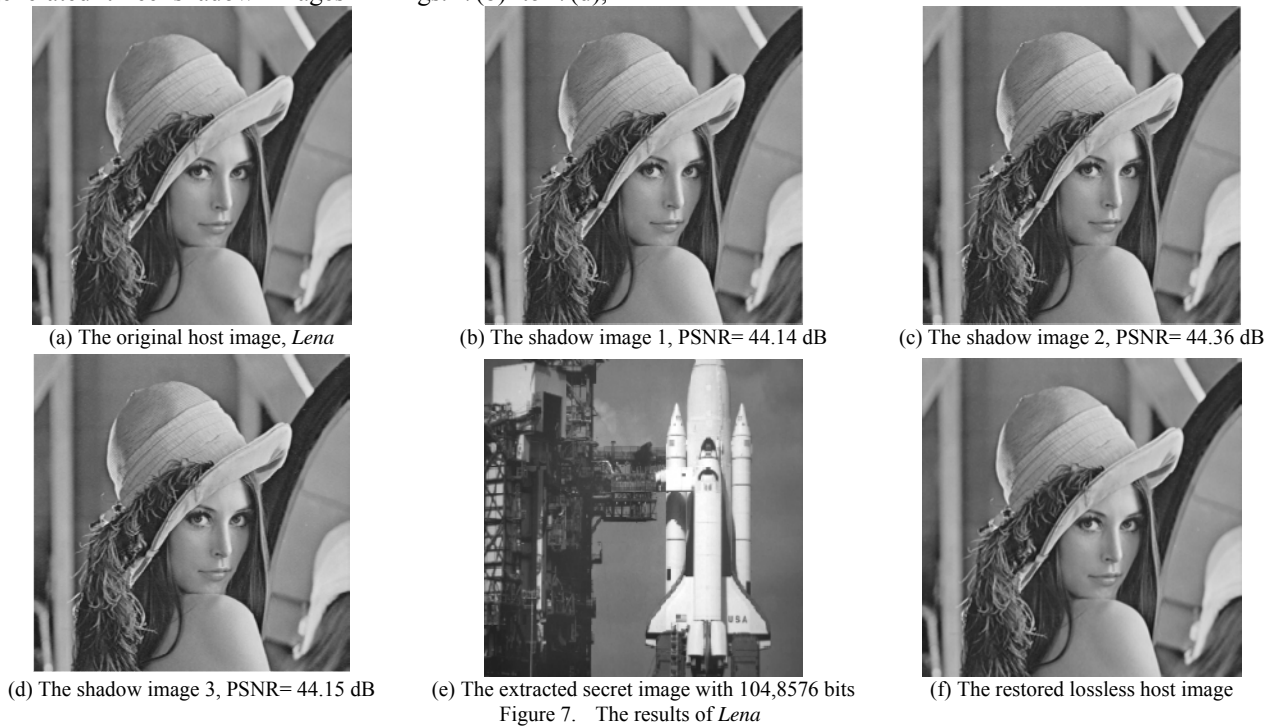 (a) The original host image, Lena
(b) The shadow image 1, PSNR= 44.14 dB
(c) The shadow image 2, PSNR= 44.36 dB
USA
(d) The shadow image 3, PSNR= 44.15 dB
(e) The extracted secret image with 104,8576 bits
(f) The restored lossless host image
Figure 7. The results of Lena